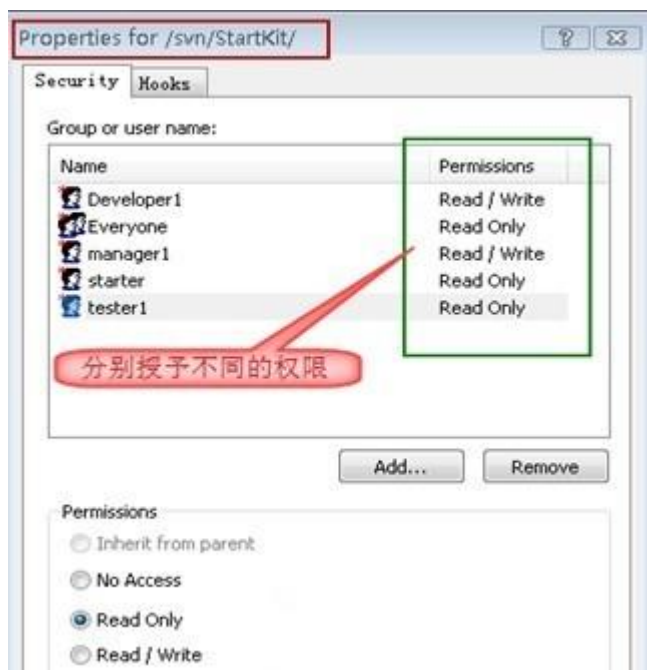 Properties for /svn/StartKit/
Security Hooks
Group or user name:
Name Permissions
Developer1 Read / Write
Everyone Read Only
manager1 Read / Write
starter Read Only
tester1 Read Only
分别授予不同的权限
Add... Remove
Permissions
Inherit from parent
No Access
Read Only
Read / Write